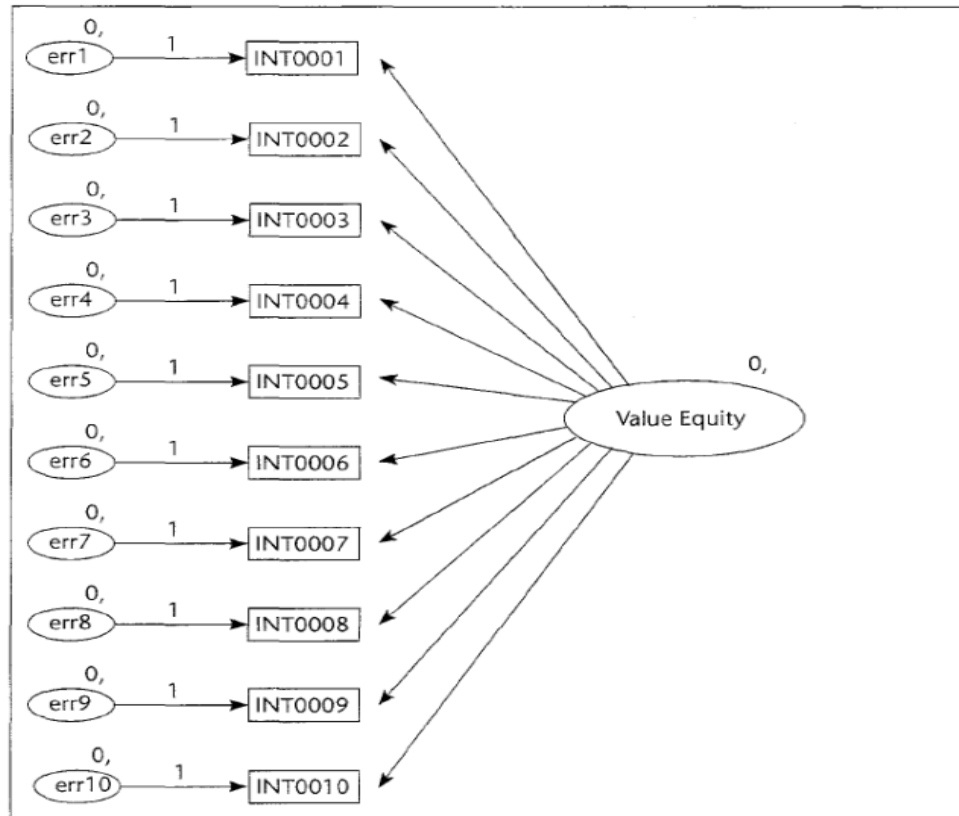 0,
err1 1 INT0001
0,
err2 1 INT0002
0,
err3 1 INT0003
0,
err4 1 INT0004
0,
err5 1 INT0005
0,
Value Equity
0,
err6 1 INT0006
0,
err7 1 INT0007
0,
err8 1 INT0008
0,
err9 1 INT0009
0,
err10 1 INT0010